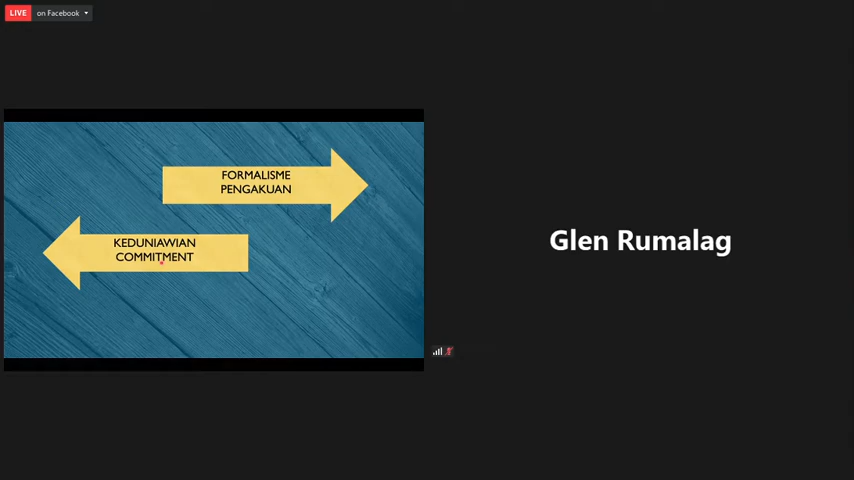 LIVE on Facebook
FORMALISME
PENGAKUAN
KEDUNIAWIAN
COMMITMENT
Glen Rumalag